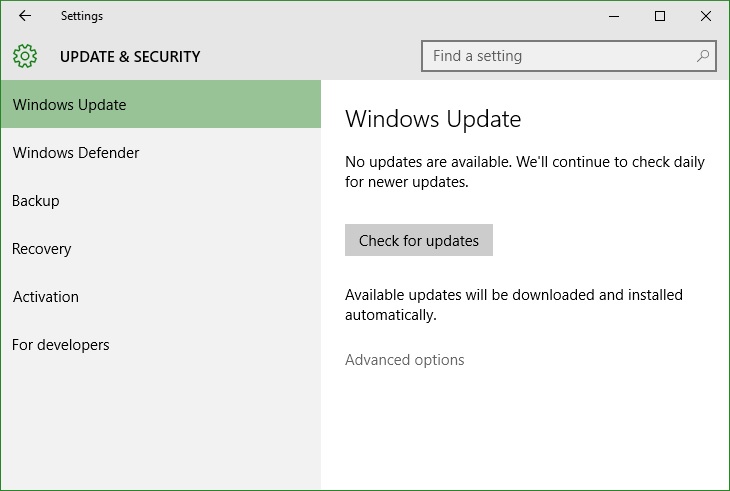 Settings
UPDATE & SECURITY
Find a setting
Windows Update
Windows Defender
Backup
Recovery
Activation
For developers
Windows Update
No updates are available. We'll continue to check daily
for newer updates.
Check for updates
Available updates will be downloaded and installed
automatically.
Advanced options